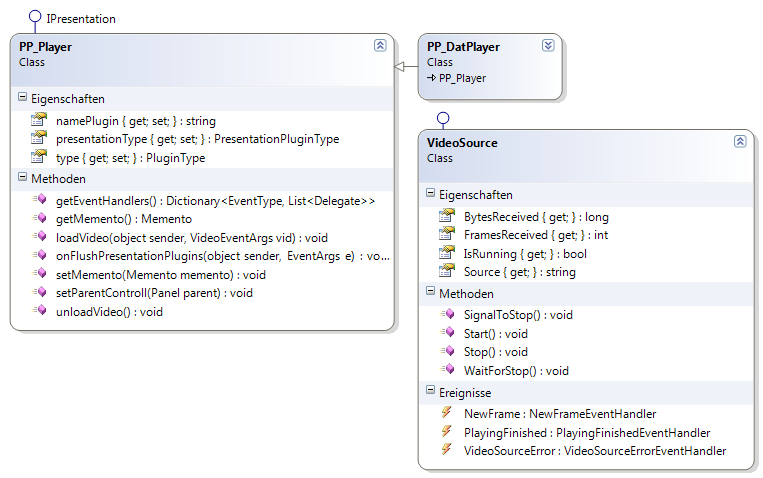 IPresentation
PP_Player
Class
Eigenschaften
namePlugin { get; set; } : string
presentationType { get; set; } : PresentationPluginType
type { get; set; } : PluginType
Methoden
getEventHandlers() : Dictionary<EventType, List<Delegate>>
getMemento() : Memento
loadVideo(object sender, VideoEventArgs vid) : void
onFlushPresentationPlugins(object sender, EventArgs e) : vo...
setMemento(Memento memento) : void
setParentControll(Panel parent) : void
unloadVideo() : void
PP_DatPlayer
Class
PP_Player
VideoSource
Class
Eigenschaften
BytesReceived { get; } : long
FramesReceived { get; } : int
IsRunning { get; } : bool
Source { get; } : string
Methoden
SignalToStop() : void
Start() : void
Stop() : void
WaitForStop() : void
Ereignisse
NewFrame : NewFrameEventHandler
PlayingFinished : PlayingFinishedEventHandler
VideoSourceError : VideoSourceErrorEventHandler